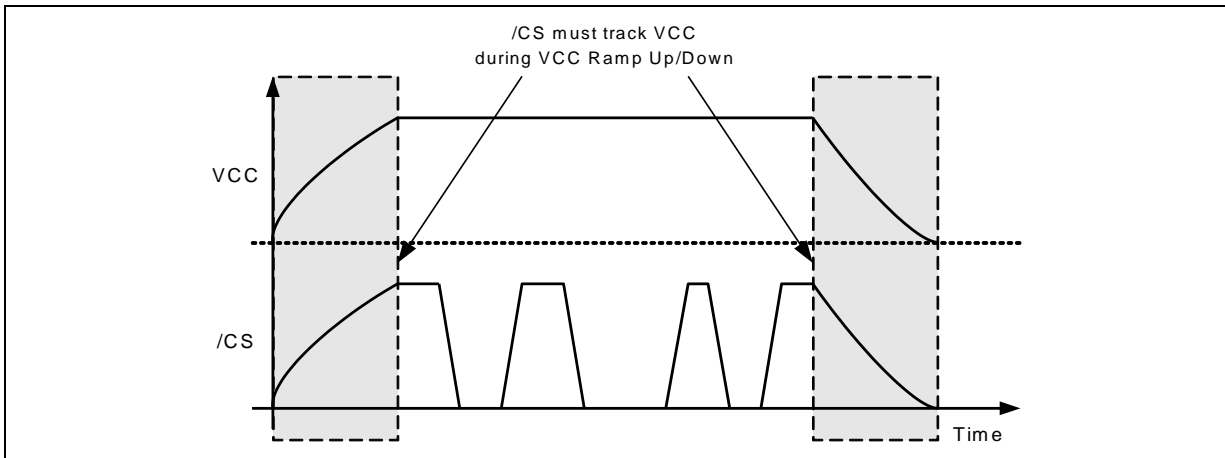 /CS must track VCC
during VCC Ramp Up/Down
VCC
/CS
Time